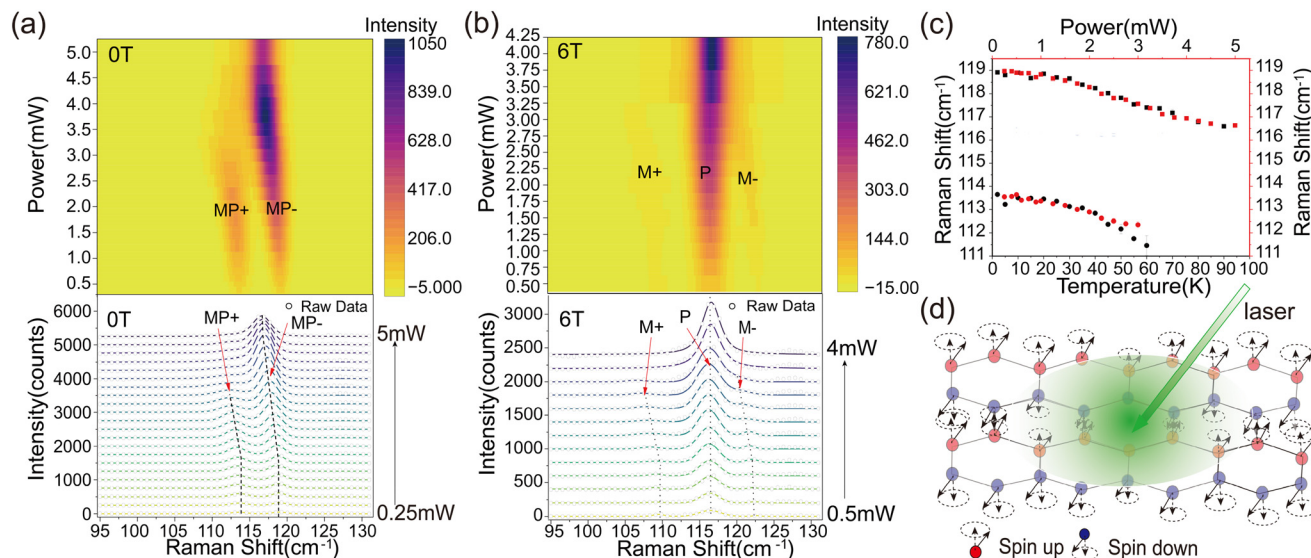 (a)
Intensity
0T
5.0
4.5
4.0
3.5
3.0
2.5
2.0
1.5
1.0
0.5
Power(mW)
MP+
MP-
1050
839.0
628.0
417.0
206.0
−5.000
0T
MP+
MP-
Raw Data
6000
5000
4000
3000
2000
1000
0
Intensity(counts)
5mW
0.25mW
95 100 105 110 115 120 125 130
Raman Shift(cm-1)
(b)
Intensity
6T
4.25
4.00
3.75
3.50
3.25
3.00
2.75
2.50
2.25
2.00
1.75
1.50
1.25
1.00
0.75
0.50
Power(mW)
M+
P
M-
780.0
621.0
462.0
303.0
144.0
−15.00
6T
M+
P
M-
Raw Data
2500
2000
1500
1000
500
0
Intensity(counts)
4mW
0.5mW
95 100 105 110 115 120 125 130
Raman Shift(cm-1)
(c)
Power(mW)
0 1 2 3 4 5
119
118
117
116
114
113
112
111
Raman Shift(cm-1)
119
118
117
116
114
113
112
111
Raman Shift(cm-1)
0 10 20 30 40 50 60 70 80 90 100
Temperature(K)
(d)
laser
Spin up
Spin down